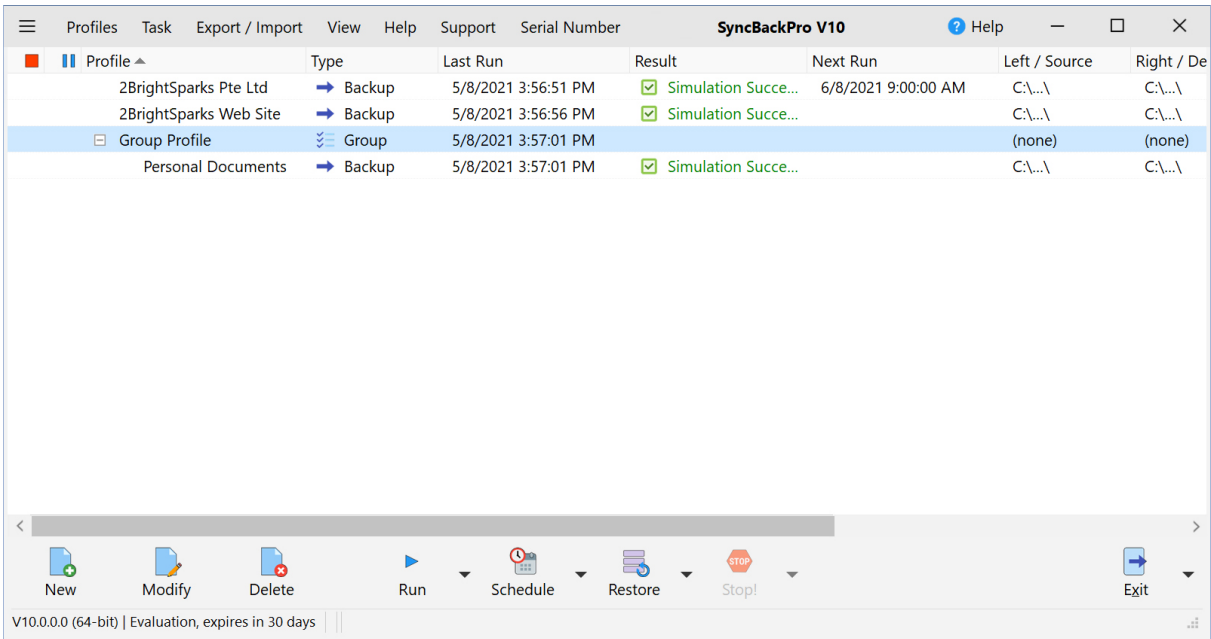 Profiles Task Export / Import View Help Support Serial Number SyncBackPro V10 ? Help
Profile Type Last Run Result Next Run Left / Source Right / De
2BrightSparks Pte Ltd Backup 5/8/2021 3:56:51 PM Simulation Succe... 6/8/2021 9:00:00 AM C:\...\ C:\...\
2BrightSparks Web Site Backup 5/8/2021 3:56:56 PM Simulation Succe... C:\...\ C:\...\
Group Profile Group 5/8/2021 3:57:01 PM (none) (none)
Personal Documents Backup 5/8/2021 3:57:01 PM Simulation Succe... C:\...\ C:\...\
STOP
New Modify Delete Run Schedule Restore Stop! Exit
V10.0.0.0 (64-bit) | Evaluation, expires in 30 days